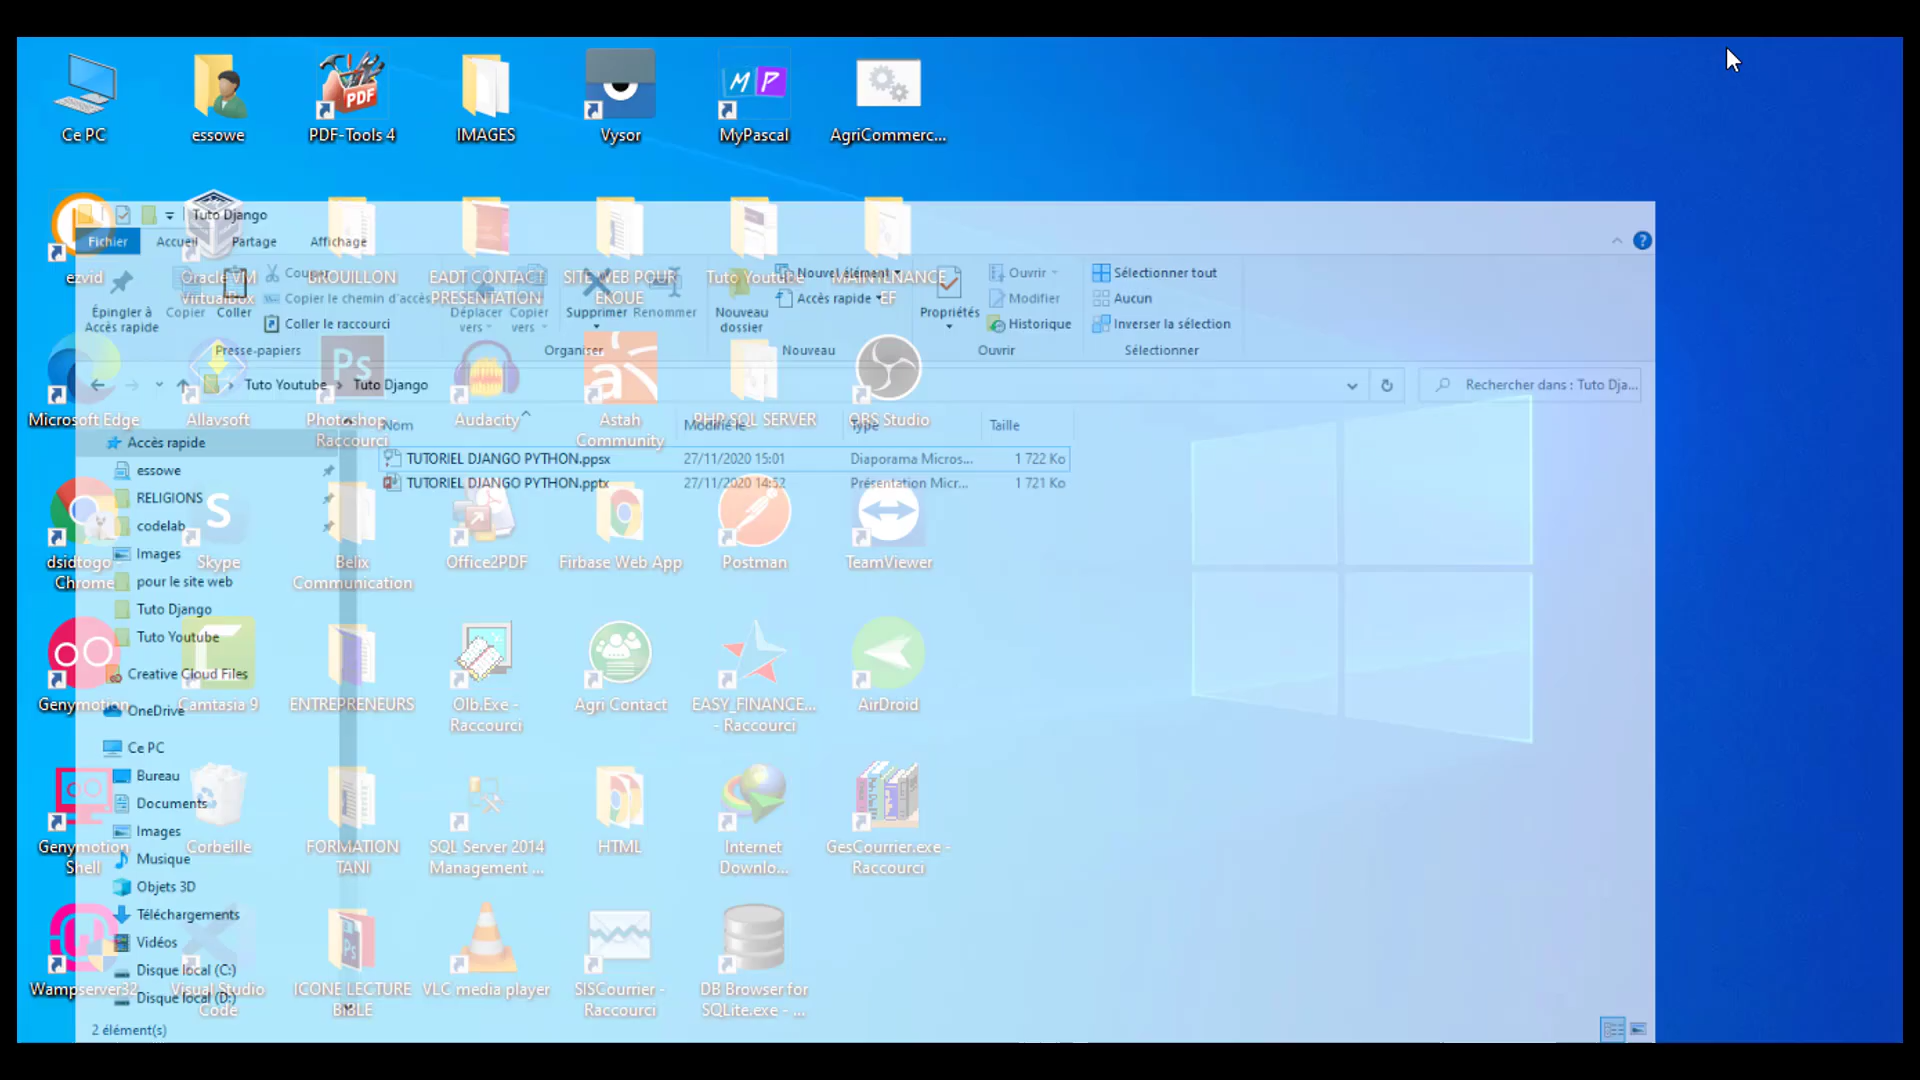 Ce PC
essowe
PDF-Tools 4
IMAGES
Vysor
MyPascal
AgriCommerc...
Tuto Django
Fichier
Accueil
Partage
Affichage
ezvid
Oracle VM
VirtualBox
BROUILLON
EADT CONTACT
PRESENTATION
SITE WEB POUR
EKOUE
Tuto Youtube
MAINTENANCE
EF
Épingler à
Accès rapide
Copier
Coller
Couper
Copier le chemin d'accès
Coller le raccourci
Déplacer
vers
Copier
vers
Supprimer
Renommer
Nouveau
dossier
Nouvel élément
Accès rapide
Propriétés
Ouvrir
Modifier
Historique
Sélectionner tout
Aucun
Inverser la sélection
Presse-papiers
Organiser
Nouveau
Ouvrir
Sélectionner
Tuto Youtube
Tuto Django
Rechercher dans : Tuto Dja...
Microsoft Edge
Allavsoft
Photoshop
Raccourci
Audacity
Astah
Community
PHP SQL SERVER
OBS Studio
Nom
Modifié le
Type
Taille
TUTORIEL DJANGO PYTHON.ppsx
27/11/2020 15:01
Diaporama Micros...
1 722 Ko
TUTORIEL DJANGO PYTHON.pptx
27/11/2020 14:52
Présentation Micr...
1 721 Ko
Accès rapide
essowe
RELIGIONS
codelab
Images
pour le site web
Tuto Django
Tuto Youtube
Creative Cloud Files
OneDrive
Ce PC
Bureau
Documents
Images
Musique
Objets 3D
Téléchargements
Vidéos
Disque local (C:)
Disque local (D:)
dsidtogo -
Chrome
Skype
Belix
Communication
Office2PDF
Firbase Web App
Postman
TeamViewer
Genymotion
Camtasia 9
ENTREPRENEURS
Olb.Exe -
Raccourci
Agri Contact
EASY_FINANCE...
- Raccourci
AirDroid
Genymotion
Shell
Corbeille
FORMATION
TANI
SQL Server 2014
Management ...
HTML
Internet
Downlo...
GesCourrier.exe -
Raccourci
Wampserver32
Visual Studio
Code
ICONE LECTURE
BIBLE
VLC media player
SISCourrier -
Raccourci
DB Browser for
SQLite.exe - ...
2 élément(s)